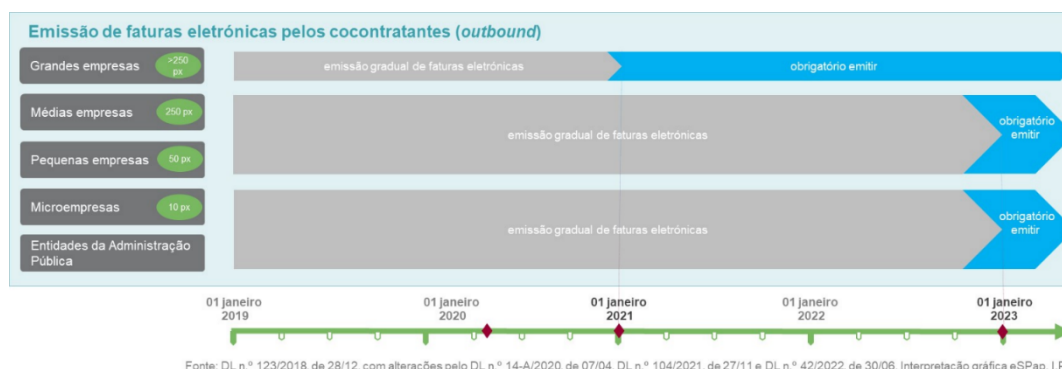 Emissão de faturas eletrónicas pelos cocontratantes (outbound)
Grandes empresas
>250
px
emissão gradual de faturas eletrónicas
obrigatório emitir
Médias empresas
250 px
obrigatório
emitir
emissão gradual de faturas eletrónicas
Pequenas empresas
50 px
Microempresas
10 px
obrigatório
emitir
emissão gradual de faturas eletrónicas
Entidades da Administração
Pública
01 janeiro
2019
01 janeiro
2020
01 janeiro
2021
01 janeiro
2022
01 janeiro
2023
Fonte: DL n.º 123/2018, de 28/12, com alterações pelo DL n.º 14-A/2020, de 07/04, DL n.º 104/2021, de 27/11 e DL n.º 42/2022, de 30/06. Interpretação gráfica eSPap, I.P